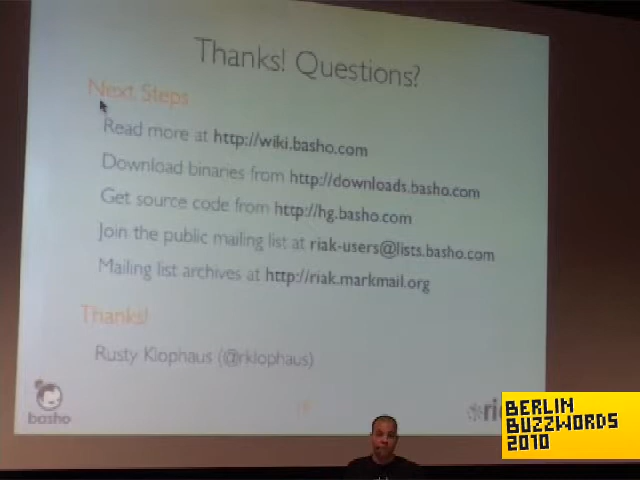 Thanks! Questions?
Next Steps
Read more at http://wiki.basho.com
Download binaries from http://downloads.basho.com
Get source code from http://hg.basho.com
Join the public mailing list at riak-users@lists.basho.com
Mailing list archives at http://riak.markmail.org
Thanks!
Rusty Klophaus (@rklophaus)
basho
BERLIN
BUZZWORDS
2010